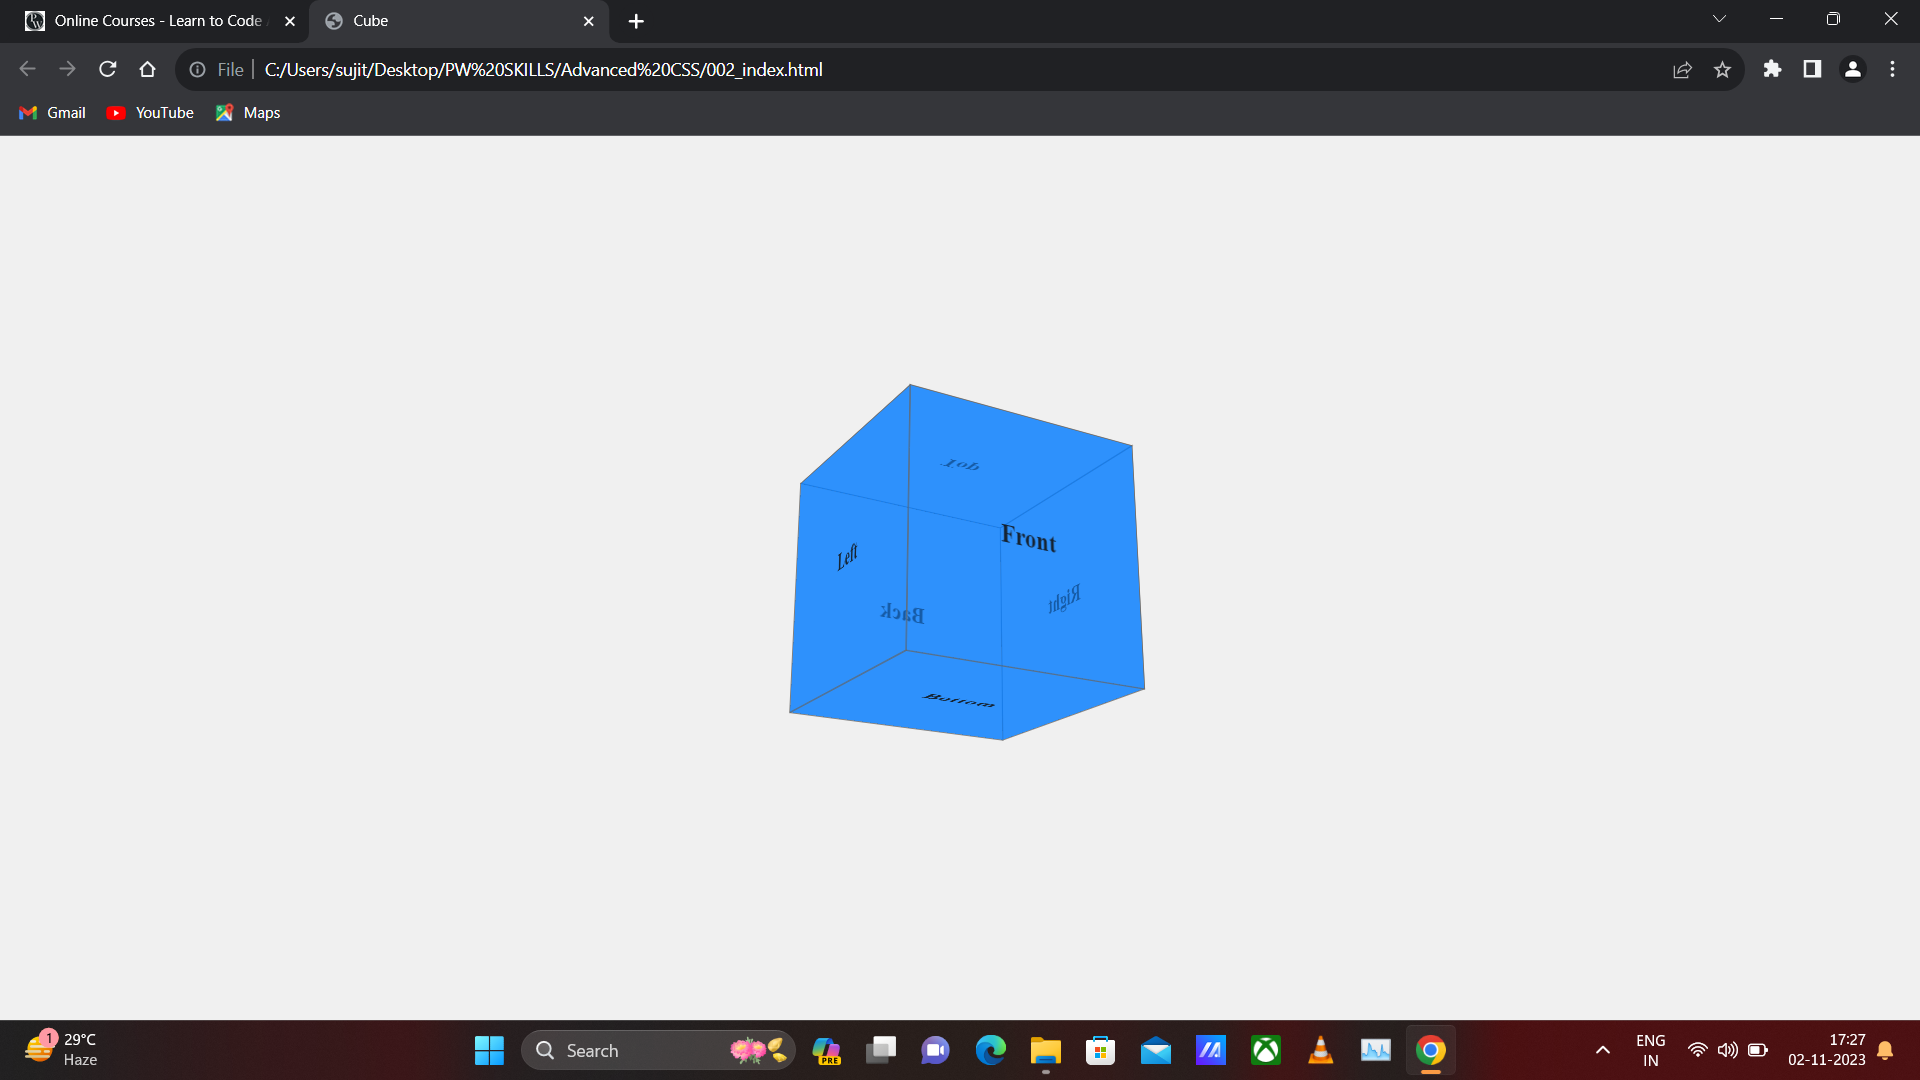 Online Courses - Learn to Code
Cube
File
C:/Users/sujit/Desktop/PW%20SKILLS/Advanced%20CSS/002_index.html
Gmail
YouTube
Maps
Top
Front
Left
Right
Back
Bottom
1
29°C
Haze
Search
PRE
ENG
IN
17:27
02-11-2023